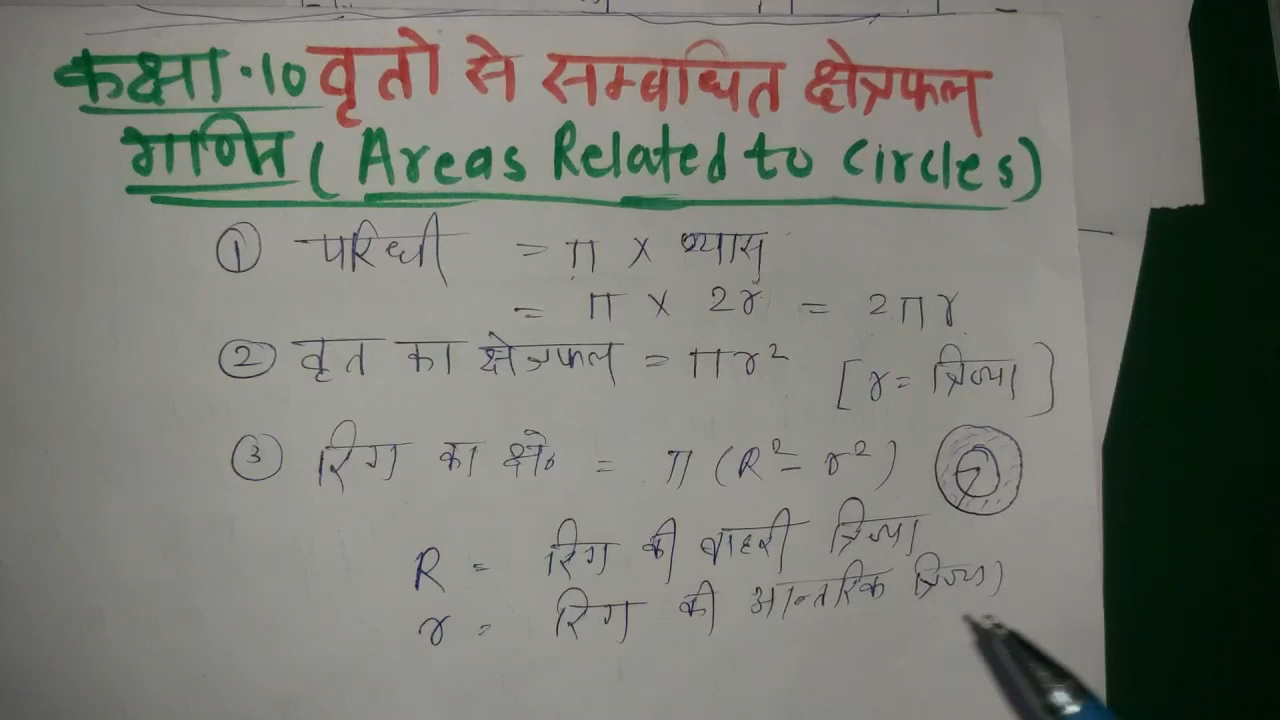 कक्षा.10 वृतो से सम्बधित क्षेत्रफल
गणित (Areas Related to Circles)
① परिधी = π × व्यास
= π × 2r = 2πr
② वृत का क्षेत्रफल = πr² [r = त्रिज्या]
③ रिंग का क्षे० = π (R² - r²)
R = रिंग की बाहरी त्रिज्या
r = रिंग की आन्तरिक त्रिज्या